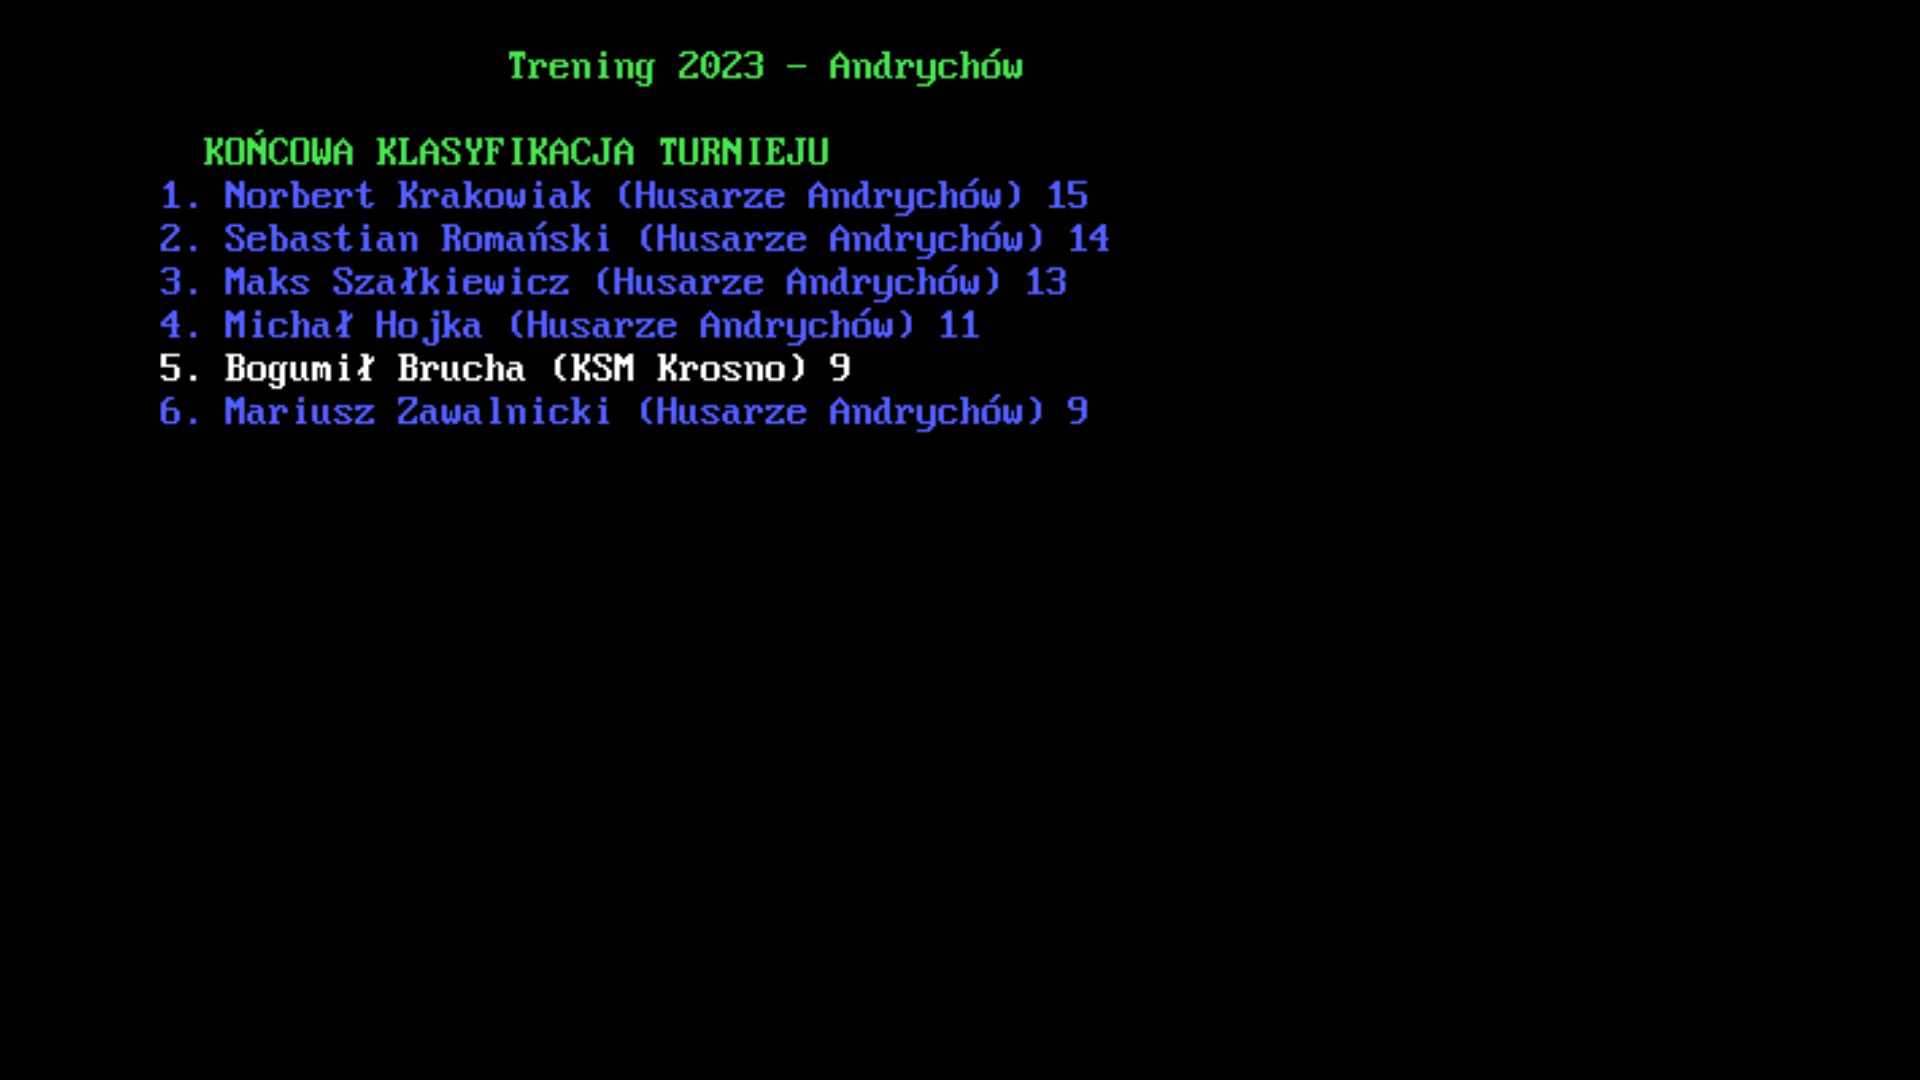 Trening 2023 - Andrychów
KOŃCOWA KLASYFIKACJA TURNIEJU
1. Norbert Krakowiak (Husarze Andrychów) 15
2. Sebastian Romański (Husarze Andrychów) 14
3. Maks Szałkiewicz (Husarze Andrychów) 13
4. Michał Hojka (Husarze Andrychów) 11
5. Bogumił Brucha (KSM Krosno) 9
6. Mariusz Zawalnicki (Husarze Andrychów) 9